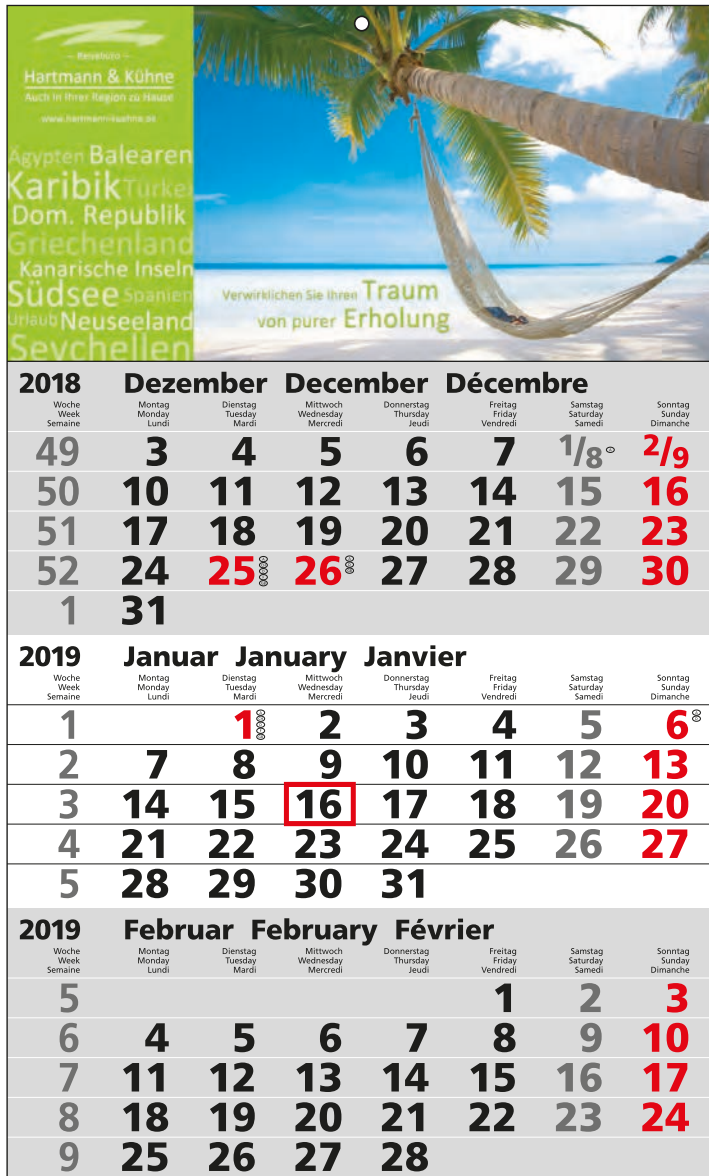 Reisebüro
Hartmann & Kühne
Auch in Ihrer Region zu Hause
www.hartmann-kuehne.de
Ägypten Balearen
Karibik Türkei
Dom. Republik
Griechenland
Kanarische Inseln
Südsee Spanien
Urlaub Neuseeland
Seychellen
Verwirklichen Sie Ihren Traum
von purer Erholung
2018 Dezember December Décembre
Woche Montag Dienstag Mittwoch Donnerstag Freitag Samstag Sonntag
Week Monday Tuesday Wednesday Thursday Friday Saturday Sunday
Semaine Lundi Mardi Mercredi Jeudi Vendredi Samedi Dimanche
49 3 4 5 6 7 1/8 2/9
50 10 11 12 13 14 15 16
51 17 18 19 20 21 22 23
52 24 25 26 27 28 29 30
1 31
2019 Januar January Janvier
Woche Montag Dienstag Mittwoch Donnerstag Freitag Samstag Sonntag
Week Monday Tuesday Wednesday Thursday Friday Saturday Sunday
Semaine Lundi Mardi Mercredi Jeudi Vendredi Samedi Dimanche
1 1 2 3 4 5 6
2 7 8 9 10 11 12 13
3 14 15 16 17 18 19 20
4 21 22 23 24 25 26 27
5 28 29 30 31
2019 Februar February Février
Woche Montag Dienstag Mittwoch Donnerstag Freitag Samstag Sonntag
Week Monday Tuesday Wednesday Thursday Friday Saturday Sunday
Semaine Lundi Mardi Mercredi Jeudi Vendredi Samedi Dimanche
5 1 2 3
6 4 5 6 7 8 9 10
7 11 12 13 14 15 16 17
8 18 19 20 21 22 23 24
9 25 26 27 28